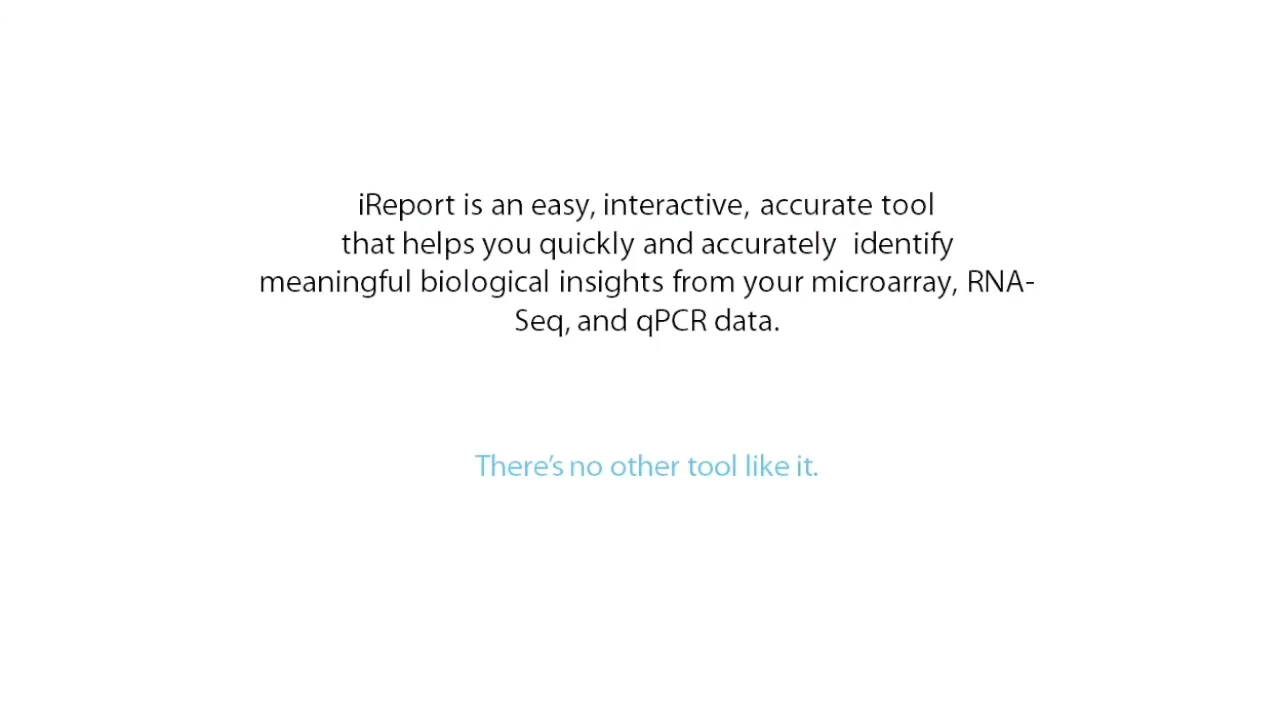 iReport is an easy, interactive, accurate tool
that helps you quickly and accurately  identify
meaningful biological insights from your microarray, RNA-
Seq, and qPCR data.
There’s no other tool like it.